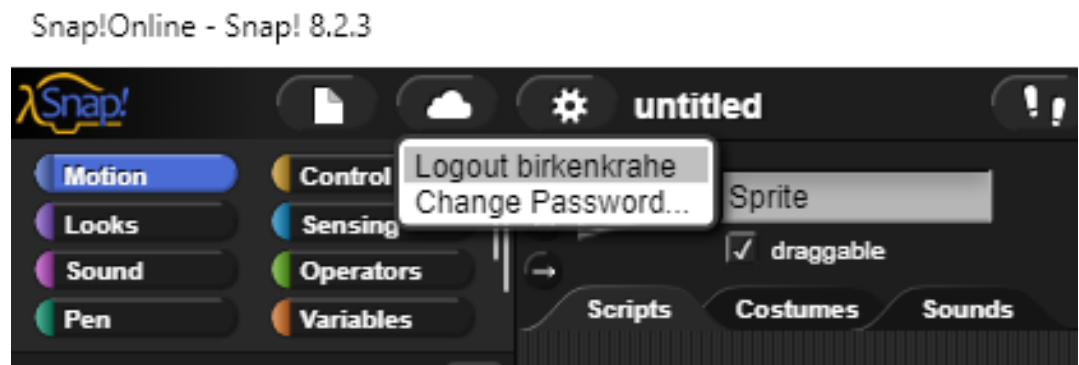 Snap!Online - Snap! 8.2.3
λSnap!
untitled
Logout birkenkrahe
Change Password...
Motion
Control
Looks
Sensing
Sound
Operators
Pen
Variables
Sprite
draggable
Scripts Costumes Sounds